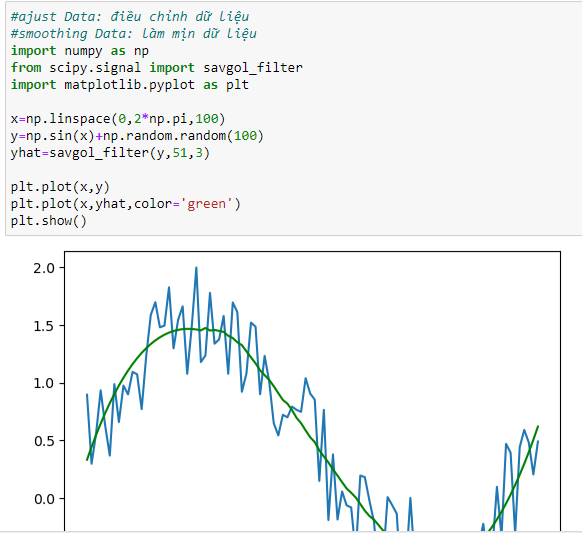 #ajust Data: điều chỉnh dữ liệu
#smoothing Data: làm mịn dữ liệu
import numpy as np
from scipy.signal import savgol_filter
import matplotlib.pyplot as plt
x=np.linspace(0,2*np.pi,100)
y=np.sin(x)+np.random.random(100)
yhat=savgol_filter(y,51,3)
plt.plot(x,y)
plt.plot(x,yhat,color='green')
plt.show()
2.0
1.5
1.0
0.5
0.0